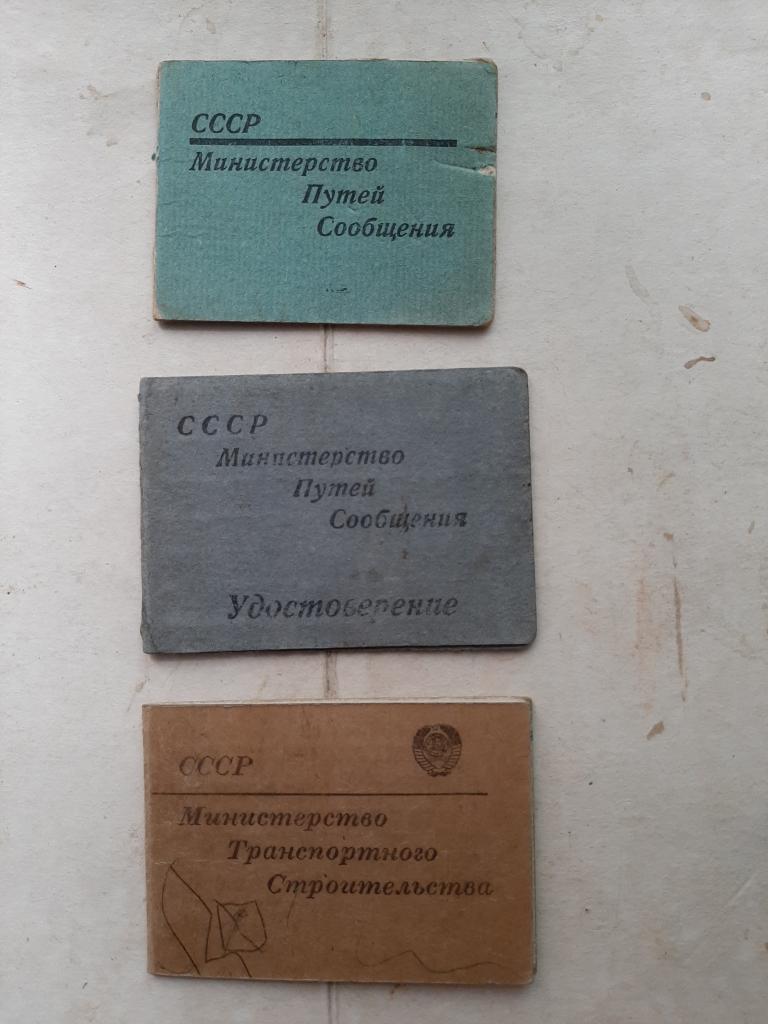 СССР
Министерство
Путей
Сообщения
СССР
Министерство
Путей
Сообщения
Удостоверение
СССР
Министерство
Транспортного
Строительства